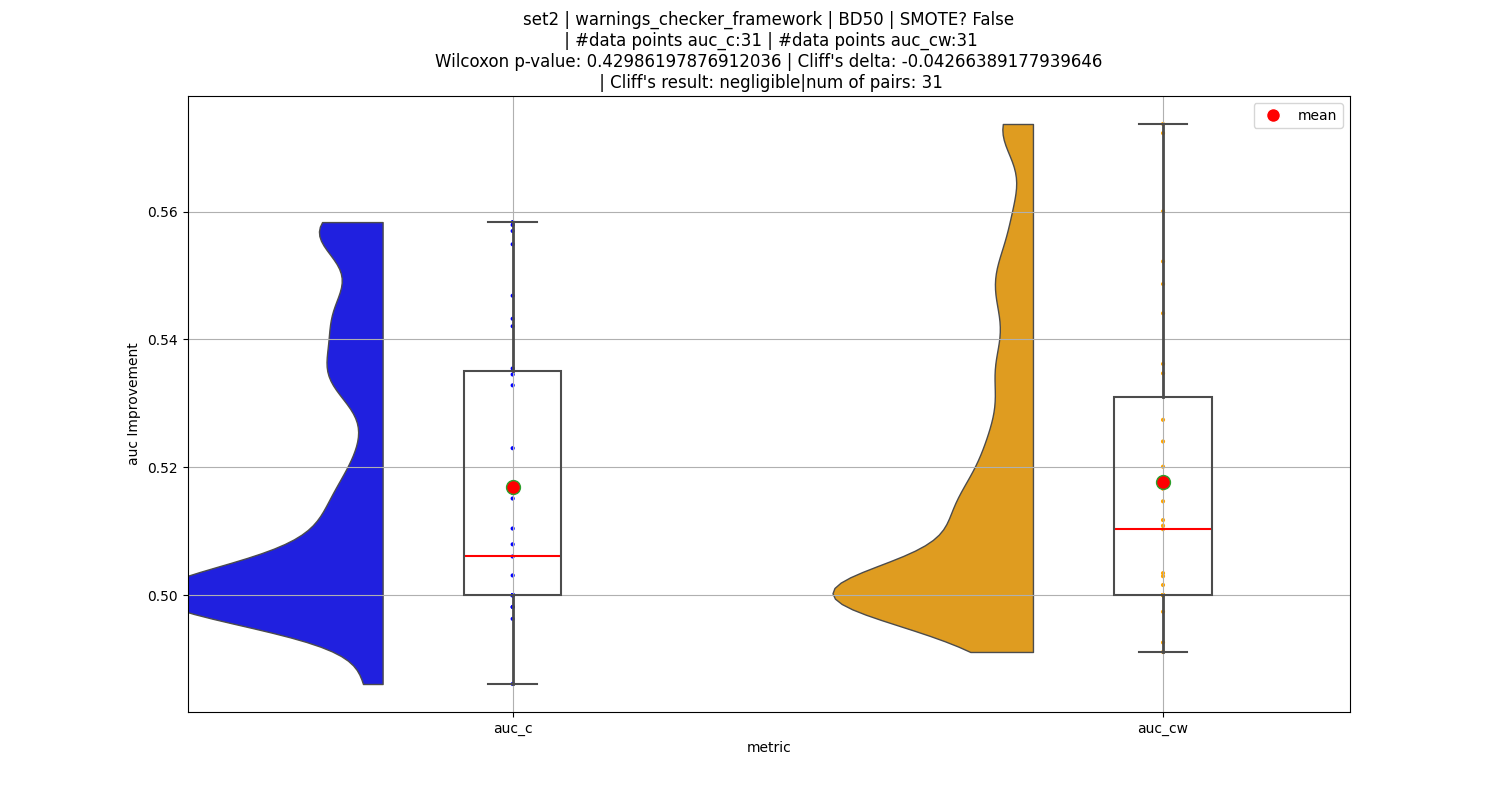 set2 | warnings_checker_framework | BD50 | SMOTE? False
| #data points auc_c:31 | #data points auc_cw:31
Wilcoxon p-value: 0.42986197876912036 | Cliff's delta: -0.04266389177939646
| Cliff's result: negligible|num of pairs: 31
mean
0.56
0.54
0.52
0.50
auc Improvement
auc_c
auc_cw
metric